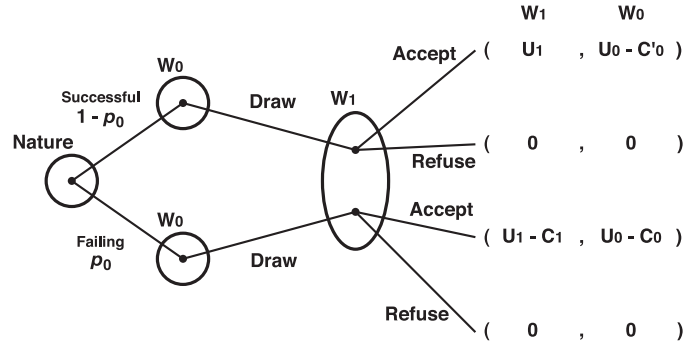 W1 W0
Accept ( U1 , U0 - C'0 )
W0
Successful
1 - p0
Draw
W1
Nature
Refuse ( 0 , 0 )
W0
Accept
( U1 - C1 , U0 - C0 )
Failing
p0
Draw
Refuse
( 0 , 0 )